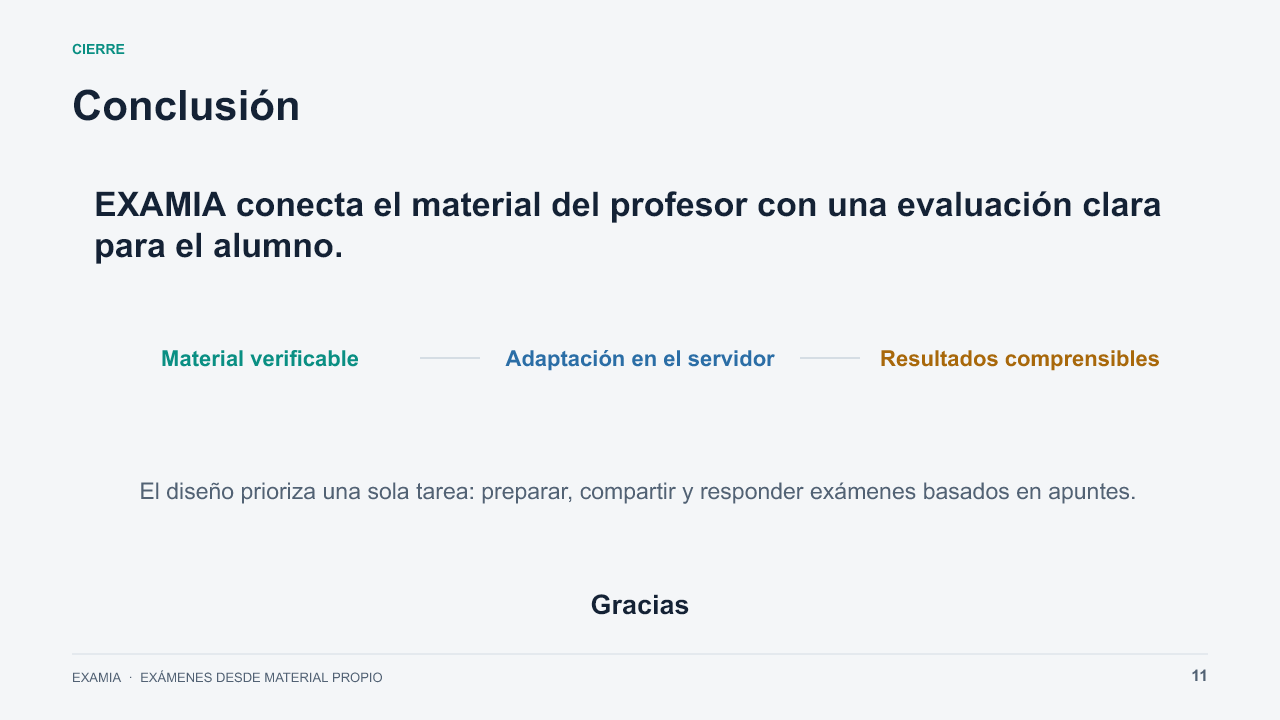 CIERRE
Conclusión
EXAMIA conecta el material del profesor con una evaluación clara
para el alumno.
Material verificable
Adaptación en el servidor
Resultados comprensibles
El diseño prioriza una sola tarea: preparar, compartir y responder exámenes basados en apuntes.
Gracias
EXAMIA · EXÁMENES DESDE MATERIAL PROPIO
11